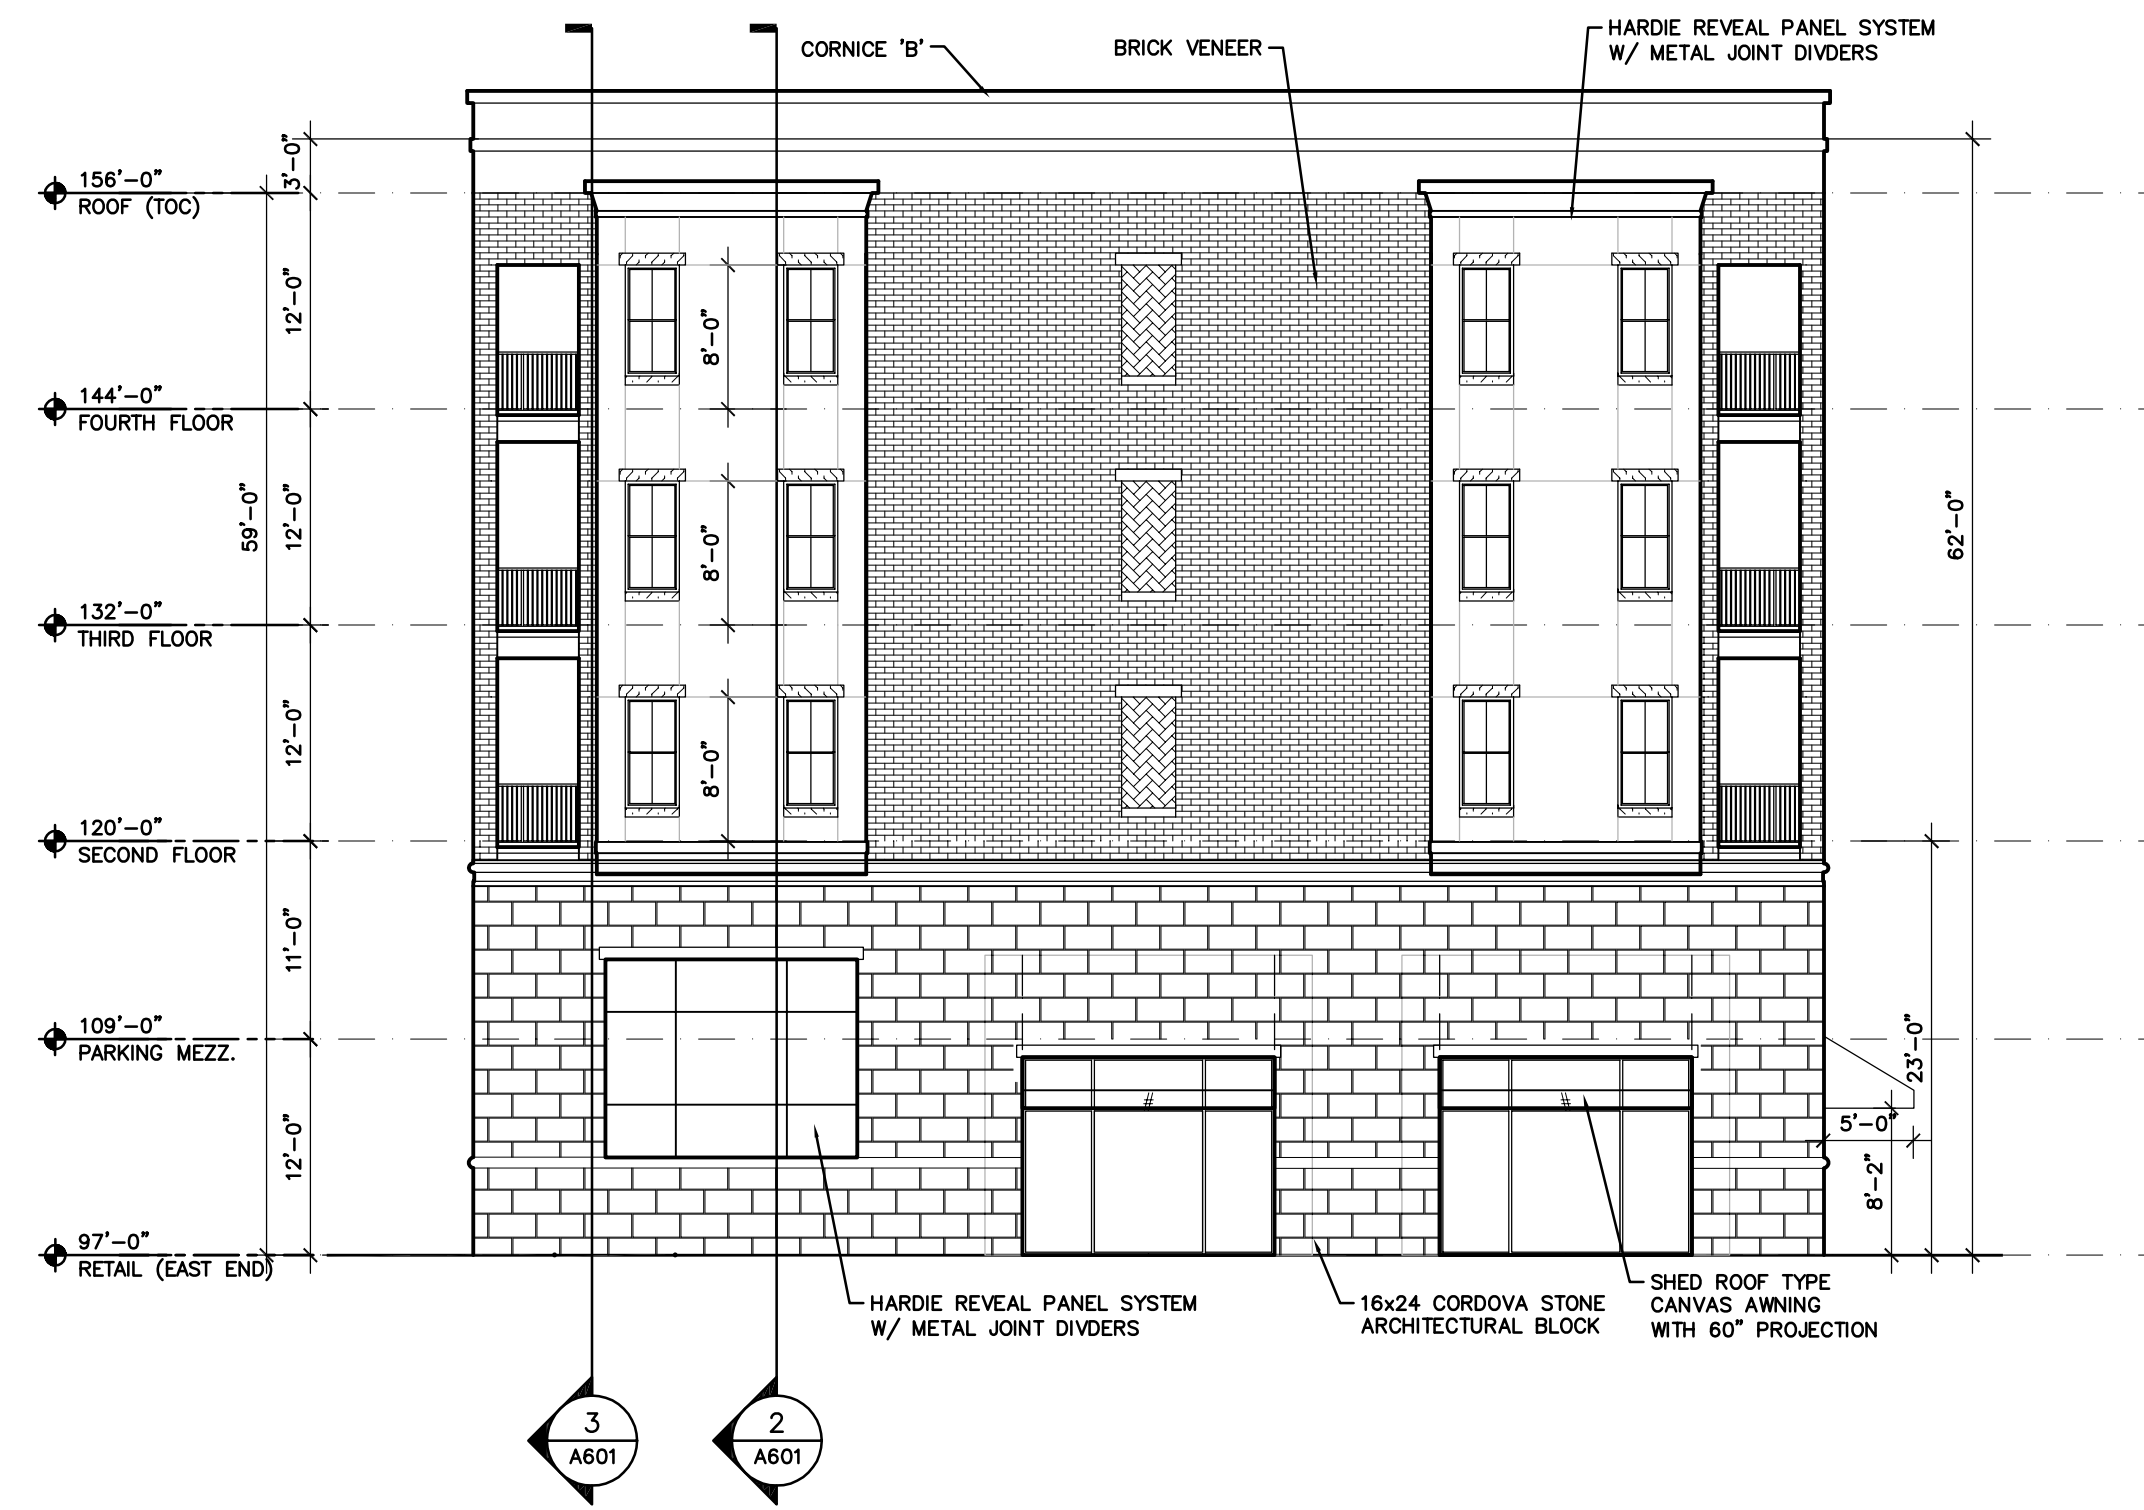 CORNICE 'B'
BRICK VENEER
HARDIE REVEAL PANEL SYSTEM
W/ METAL JOINT DIVDERS
156'-0"
ROOF (TOC)
144'-0"
FOURTH FLOOR
132'-0"
THIRD FLOOR
120'-0"
SECOND FLOOR
109'-0"
PARKING MEZZ.
97'-0"
RETAIL (EAST END)
59'-0"
3'-0"
12'-0"
12'-0"
12'-0"
11'-0"
12'-0"
8'-0"
8'-0"
8'-0"
62'-0"
23'-0"
5'-0"
8'-2"
HARDIE REVEAL PANEL SYSTEM
W/ METAL JOINT DIVDERS
16x24 CORDOVA STONE
ARCHITECTURAL BLOCK
SHED ROOF TYPE
CANVAS AWNING
WITH 60" PROJECTION
3
A601
2
A601